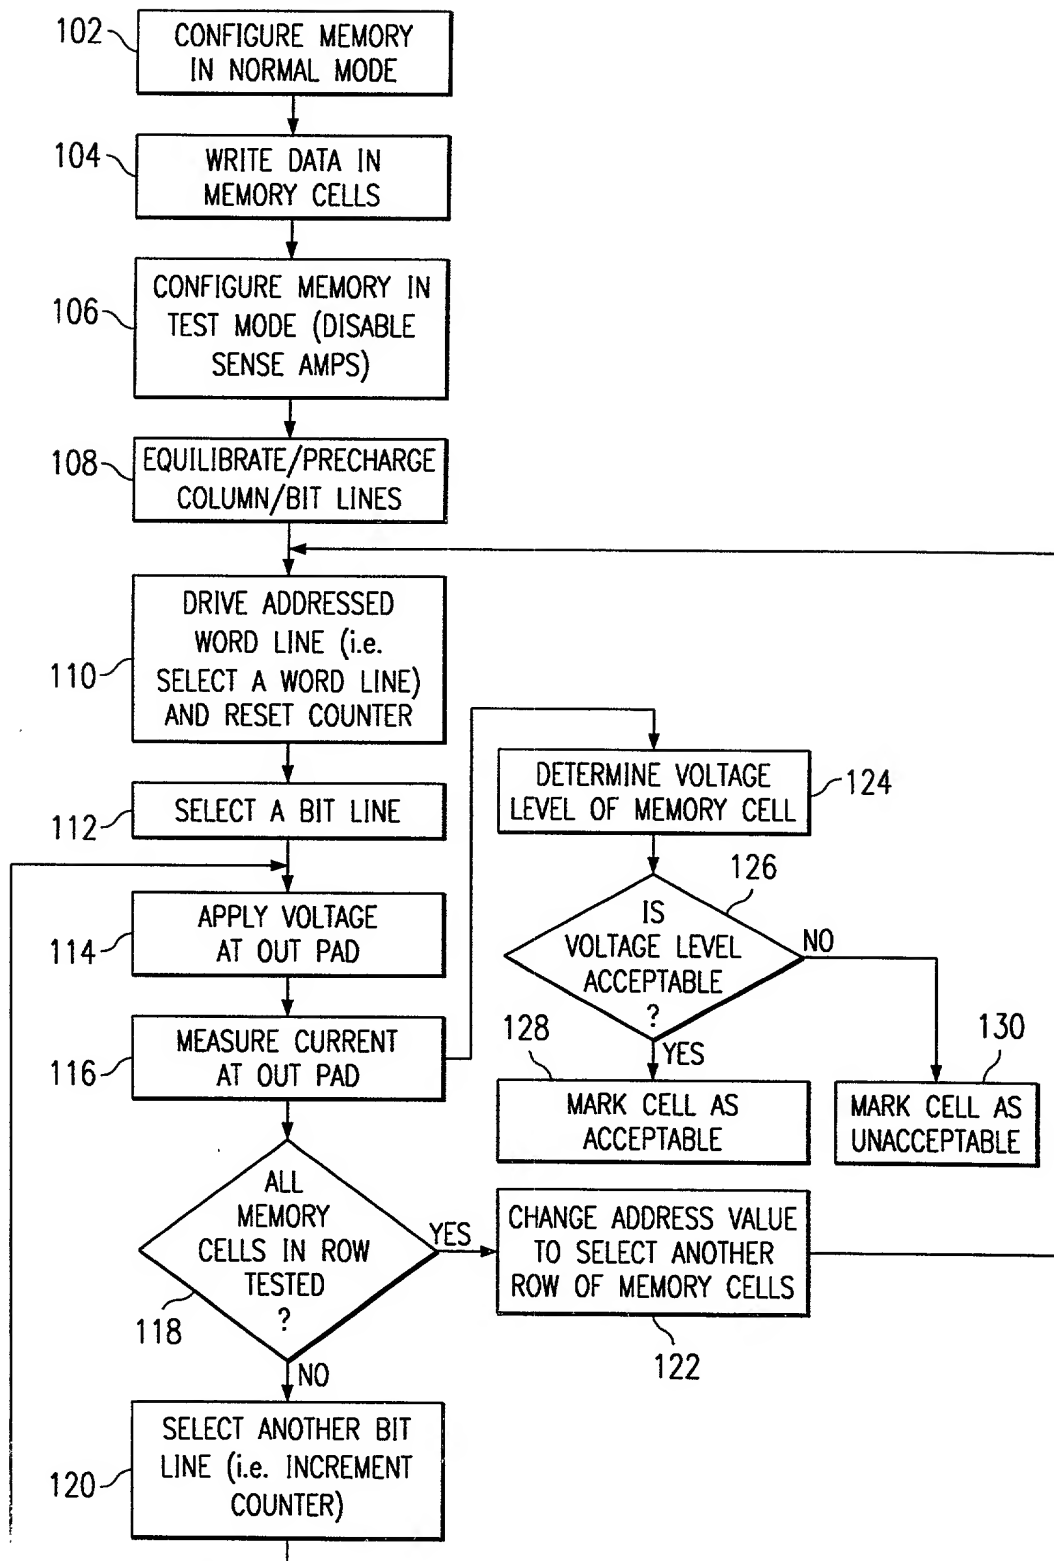 102
CONFIGURE MEMORY
IN NORMAL MODE
104
WRITE DATA IN
MEMORY CELLS
106
CONFIGURE MEMORY IN
TEST MODE (DISABLE
SENSE AMPS)
108
EQUILIBRATE/PRECHARGE
COLUMN/BIT LINES
110
DRIVE ADDRESSED
WORD LINE (i.e.
SELECT A WORD LINE)
AND RESET COUNTER
112
SELECT A BIT LINE
114
APPLY VOLTAGE
AT OUT PAD
116
MEASURE CURRENT
AT OUT PAD
DETERMINE VOLTAGE
LEVEL OF MEMORY CELL
124
126
IS
VOLTAGE LEVEL
ACCEPTABLE
?
NO
YES
128
MARK CELL AS
ACCEPTABLE
130
MARK CELL AS
UNACCEPTABLE
118
ALL
MEMORY
CELLS IN ROW
TESTED
?
YES
NO
CHANGE ADDRESS VALUE
TO SELECT ANOTHER
ROW OF MEMORY CELLS
122
120
SELECT ANOTHER BIT
LINE (i.e. INCREMENT
COUNTER)